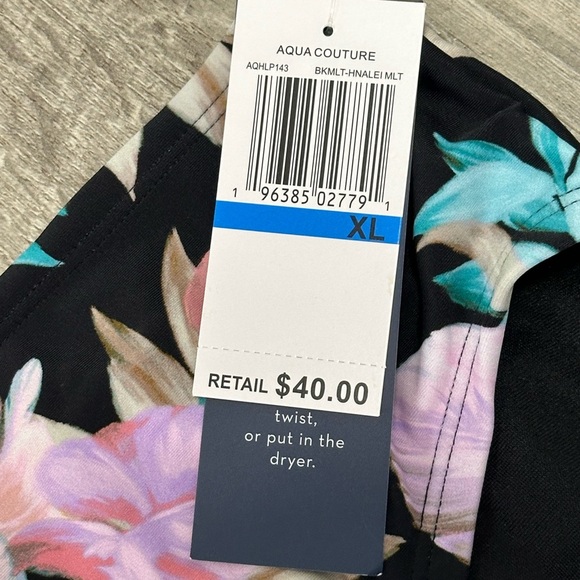 AQUA COUTURE
AQHLP143 BKMLT-HNALEI MLT
1 96385 02779 1
XL
RETAIL $40.00
twist,
or put in the
dryer.